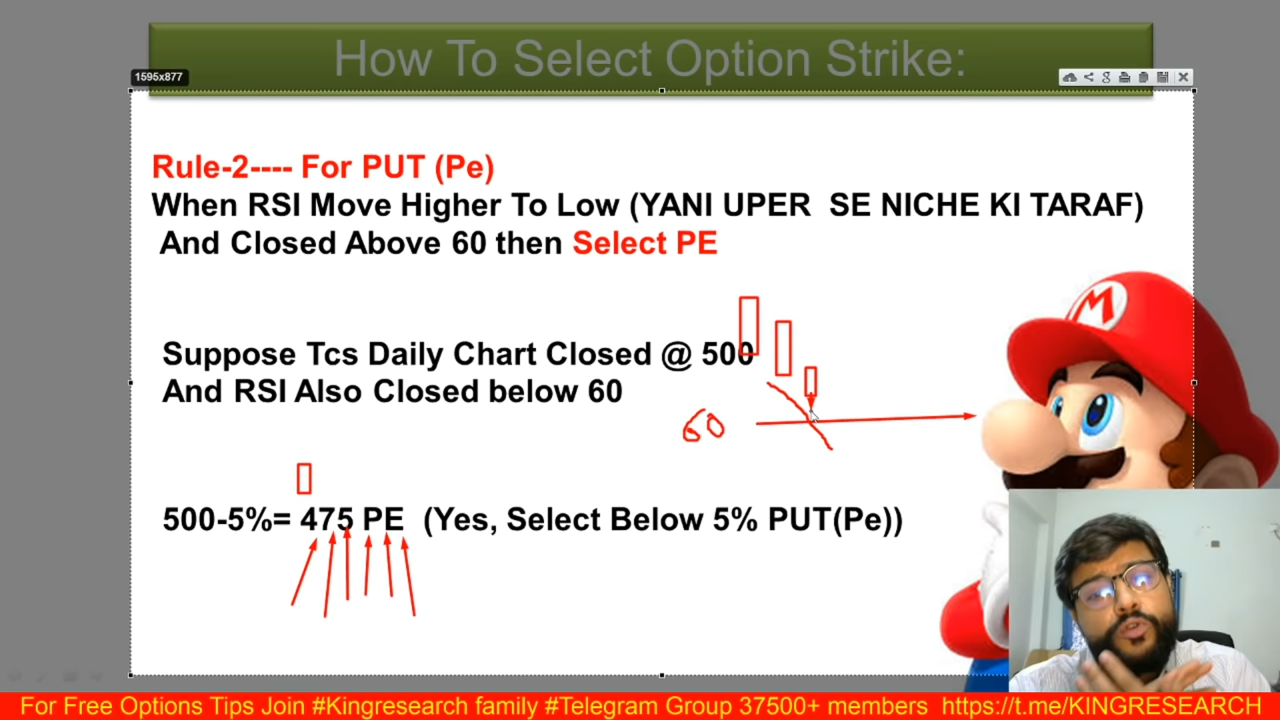 How To Select Option Strike:
1595x877
Rule-2---- For PUT (Pe)
When RSI Move Higher To Low (YANI UPER SE NICHE KI TARAF)
And Closed Above 60 then Select PE
Suppose Tcs Daily Chart Closed @ 500
And RSI Also Closed below 60
60
500-5%= 475 PE (Yes, Select Below 5% PUT(Pe))
M
For Free Options Tips Join #Kingresearch family #Telegram Group 37500+ members https://t.me/KINGRESEARCH